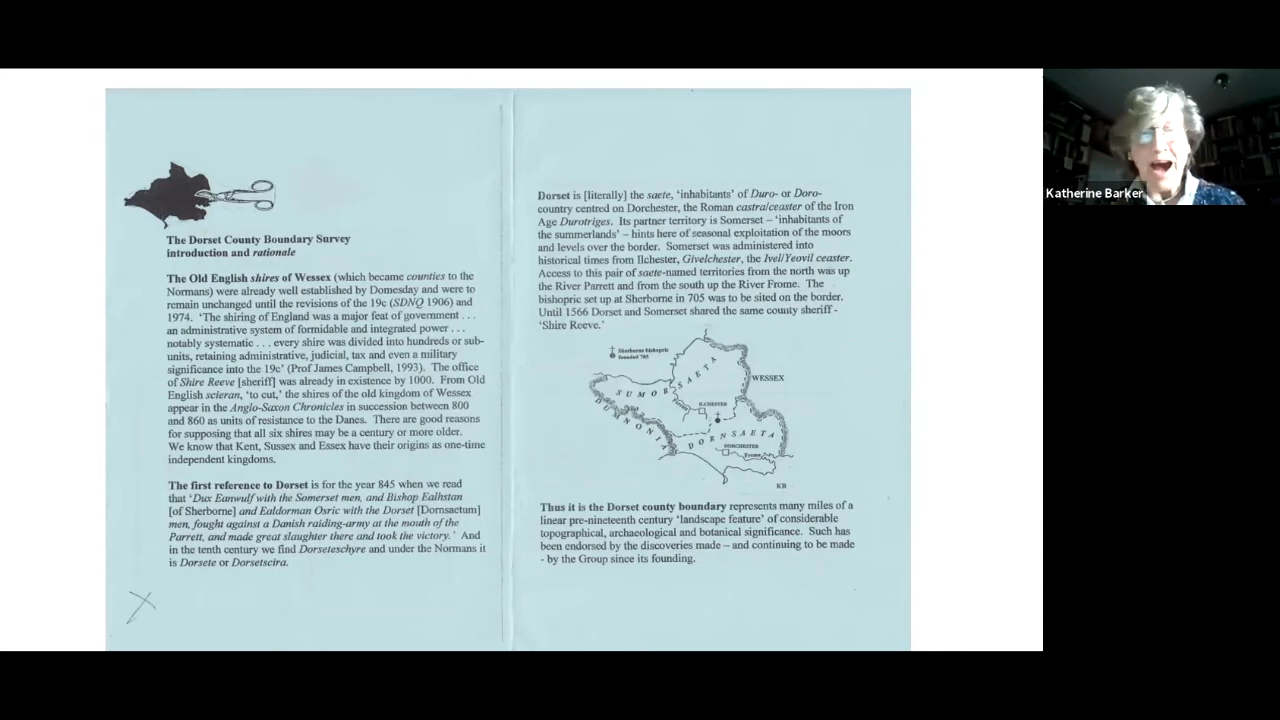 The Dorset County Boundary Survey
introduction and rationale
The Old English shires of Wessex (which became counties to the
Normans) were already well established by Domesday and were to
remain unchanged until the revisions of the 19c (SDNQ 1906) and
1974. ‘The shiring of England was a major feat of government . . .
an administrative system of formidable and integrated power . . .
notably systematic . . . every shire was divided into hundreds or sub-
units, retaining administrative, judicial, tax and even a military
significance into the 19c’ (Prof James Campbell, 1993). The office
of Shire Reeve [sheriff] was already in existence by 1000. From Old
English scieran, ‘to cut,’ the shires of the old kingdom of Wessex
appear in the Anglo-Saxon Chronicles in succession between 800
and 860 as units of resistance to the Danes. There are good reasons
for supposing that all six shires may be a century or more older.
We know that Kent, Sussex and Essex have their origins as one-time
independent kingdoms.
The first reference to Dorset is for the year 845 when we read
that ‘Dux Eanwulf with the Somerset men, and Bishop Ealhstan
[of Sherborne] and Ealdorman Osric with the Dorset [Dornsaetum]
men, fought against a Danish raiding-army at the mouth of the
Parrett, and made great slaughter there and took the victory.’ And
in the tenth century we find Dorseteschyre and under the Normans it
is Dorsete or Dorsetscira.
Dorset is [literally] the saete, ‘inhabitants’ of Duro- or Doro-
country centred on Dorchester, the Roman castra/ceaster of the Iron
Age Durotriges. Its partner territory is Somerset – ‘inhabitants of
the summerlands’ – hints here of seasonal exploitation of the moors
and levels over the border. Somerset was administered into
historical times from Ilchester, Givelchester, the Ivel/Yeovil ceaster.
Access to this pair of saete-named territories from the north was up
the River Parrett and from the south up the River Frome. The
bishopric set up at Sherborne in 705 was to be sited on the border.
Until 1566 Dorset and Somerset shared the same county sheriff -
‘Shire Reeve.’
Sherborne bishopric
founded 705
WESSEX
SUMORSAETA
ILCHESTER
DUMNONIA
DORNSAETA
DORCHESTER
Frome
KB
Thus it is the Dorset county boundary represents many miles of a
linear pre-nineteenth century ‘landscape feature’ of considerable
topographical, archaeological and botanical significance. Such has
been endorsed by the discoveries made – and continuing to be made
- by the Group since its founding.
Katherine Barker